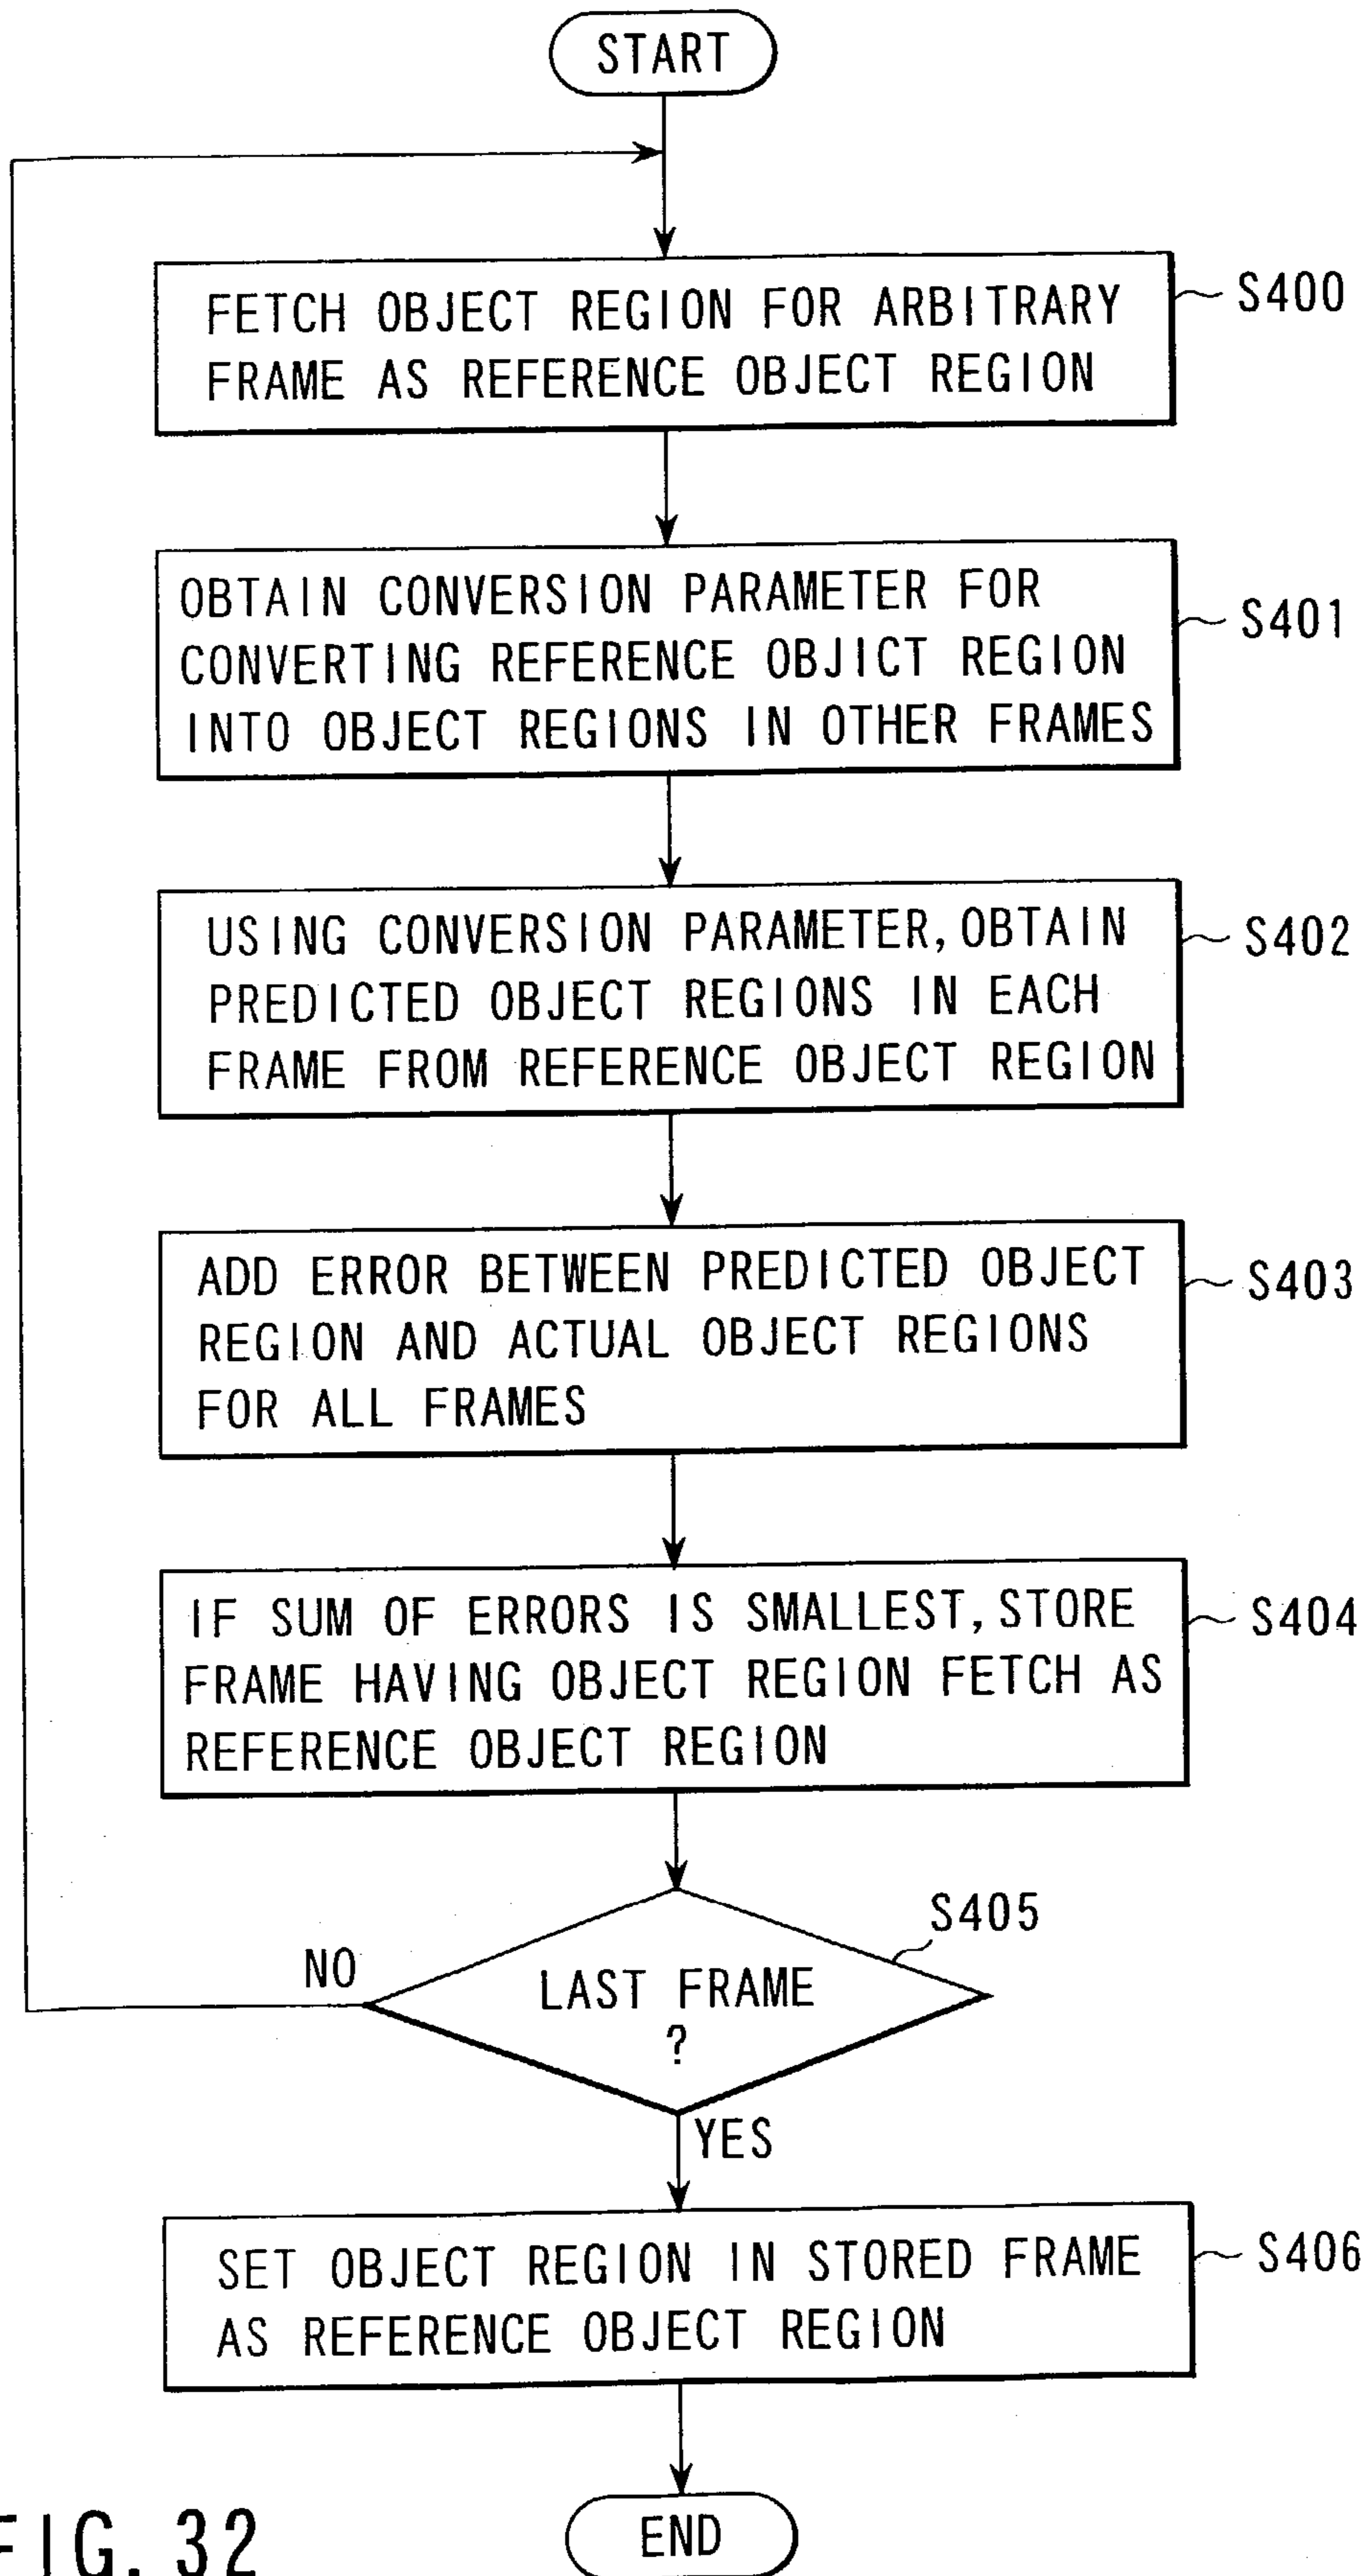 START
FETCH OBJECT REGION FOR ARBITRARY
FRAME AS REFERENCE OBJECT REGION
S400
OBTAIN CONVERSION PARAMETER FOR
CONVERTING REFERENCE OBJICT REGION
INTO OBJECT REGIONS IN OTHER FRAMES
S401
USING CONVERSION PARAMETER, OBTAIN
PREDICTED OBJECT REGIONS IN EACH
FRAME FROM REFERENCE OBJECT REGION
S402
ADD ERROR BETWEEN PREDICTED OBJECT
REGION AND ACTUAL OBJECT REGIONS
FOR ALL FRAMES
S403
IF SUM OF ERRORS IS SMALLEST, STORE
FRAME HAVING OBJECT REGION FETCH AS
REFERENCE OBJECT REGION
S404
S405
NO
LAST FRAME
?
YES
SET OBJECT REGION IN STORED FRAME
AS REFERENCE OBJECT REGION
S406
END
FIG. 32